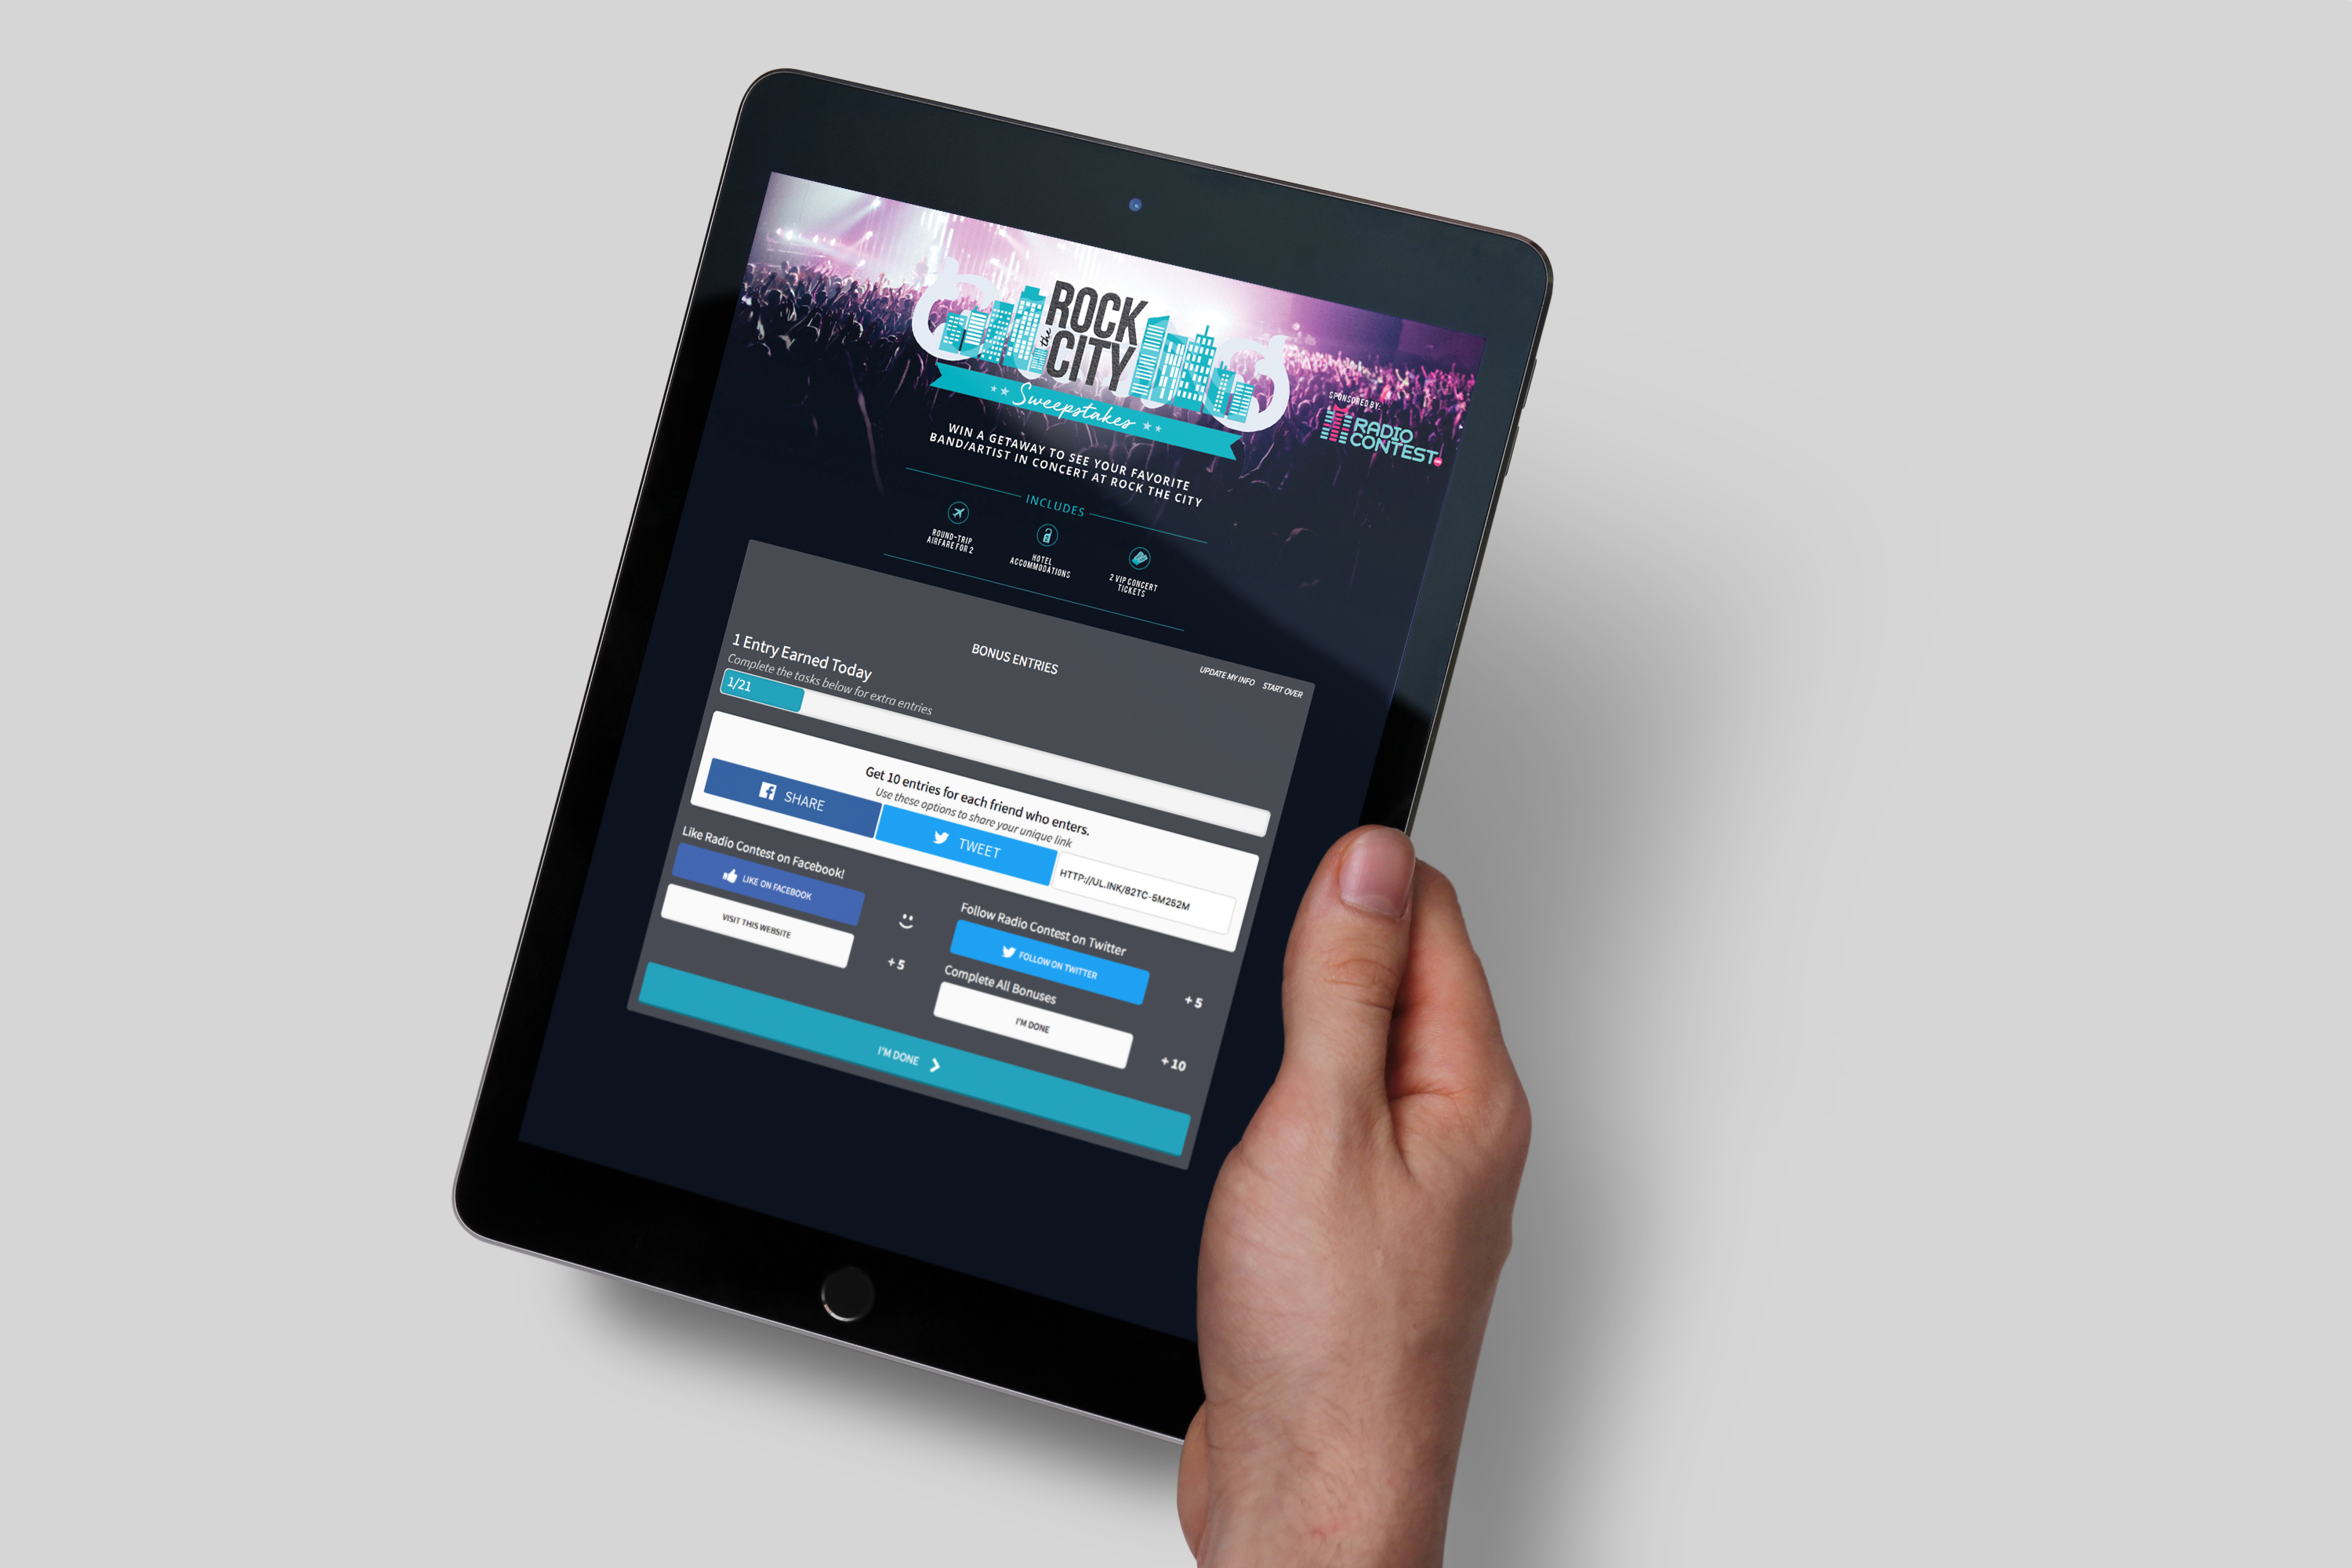 ROCK
the
CITY
Sweepstakes
SPONSORED BY:
RADIO
CONTEST
WIN A GETAWAY TO SEE YOUR FAVORITE
BAND/ARTIST IN CONCERT AT ROCK THE CITY
INCLUDES
ROUND-TRIP
AIRFARE FOR 2
HOTEL
ACCOMMODATIONS
2 VIP CONCERT
TICKETS
BONUS ENTRIES
UPDATE MY INFO
START OVER
1 Entry Earned Today
Complete the tasks below for extra entries
1/21
Get 10 entries for each friend who enters.
Use these options to share your unique link
SHARE
TWEET
HTTP://UL.INK/82TC-5M252M
Like Radio Contest on Facebook!
LIKE ON FACEBOOK
VISIT THIS WEBSITE
+ 5
Follow Radio Contest on Twitter
FOLLOW ON TWITTER
+ 5
Complete All Bonuses
I'M DONE
+ 10
I'M DONE